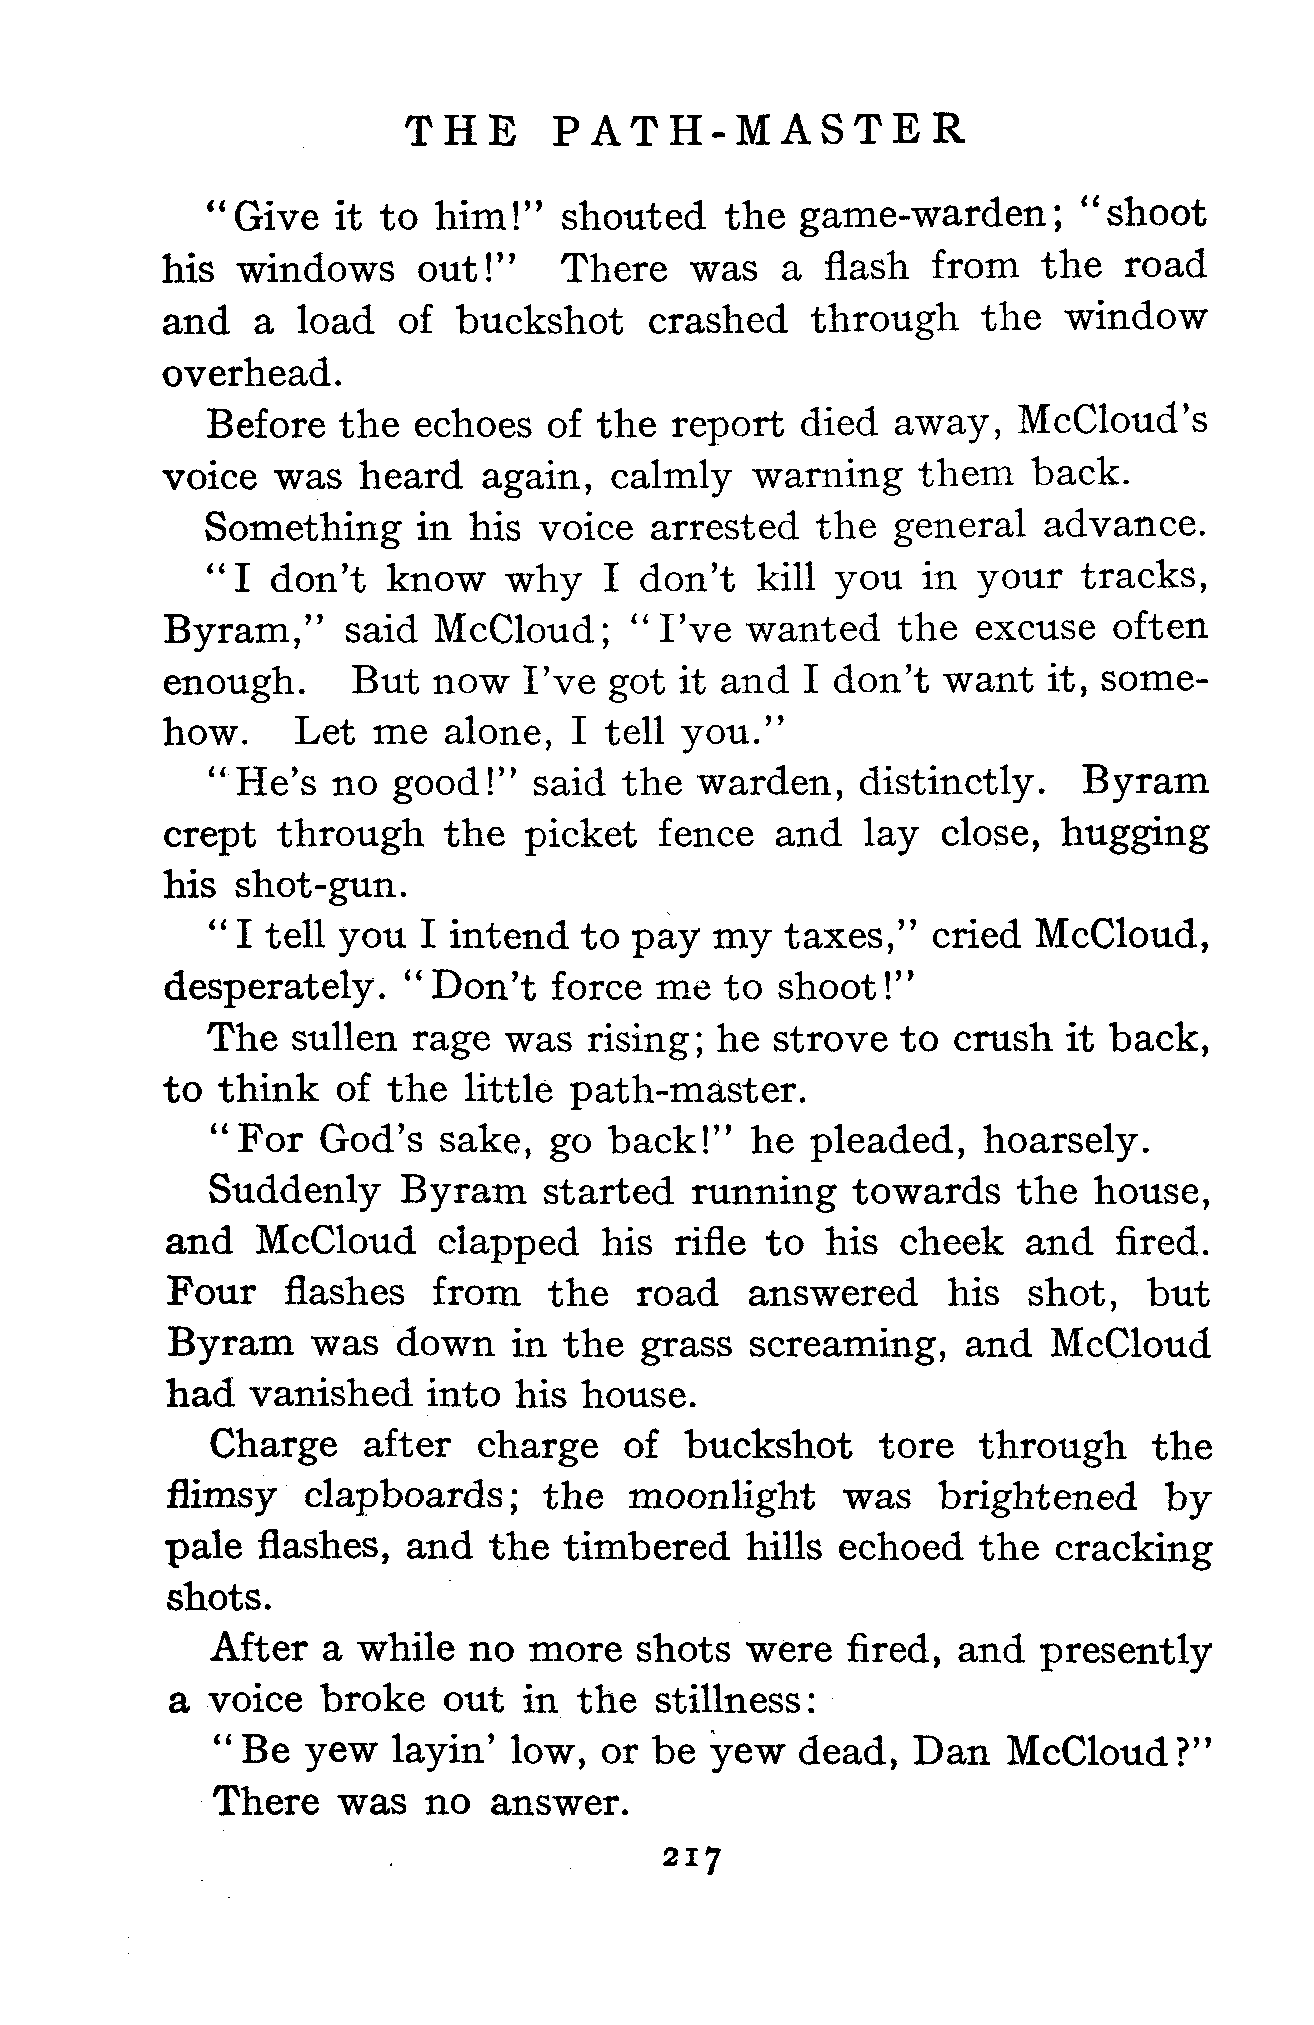 THE PATH-MASTER
"Give it to him!" shouted the game-warden; "shoot
his windows out!" There was a flash from the road
and a load of buckshot crashed through the window
overhead.
Before the echoes of the report died away, McCloud's
voice was heard again, calmly warning them back.
Something in his voice arrested the general advance.
"I don't know why I don't kill you in your tracks,
Byram," said McCloud; "I've wanted the excuse often
enough. But now I've got it and I don't want it, some-
how. Let me alone, I tell you."
"He's no good!" said the warden, distinctly. Byram
crept through the picket fence and lay close, hugging
his shot-gun.
"I tell you I intend to pay my taxes," cried McCloud,
desperately. "Don't force me to shoot!"
The sullen rage was rising; he strove to crush it back,
to think of the little path-master.
"For God's sake, go back!" he pleaded, hoarsely.
Suddenly Byram started running towards the house,
and McCloud clapped his rifle to his cheek and fired.
Four flashes from the road answered his shot, but
Byram was down in the grass screaming, and McCloud
had vanished into his house.
Charge after charge of buckshot tore through the
flimsy clapboards; the moonlight was brightened by
pale flashes, and the timbered hills echoed the cracking
shots.
After a while no more shots were fired, and presently
a voice broke out in the stillness:
"Be yew layin' low, or be yew dead, Dan McCloud?"
There was no answer.
217